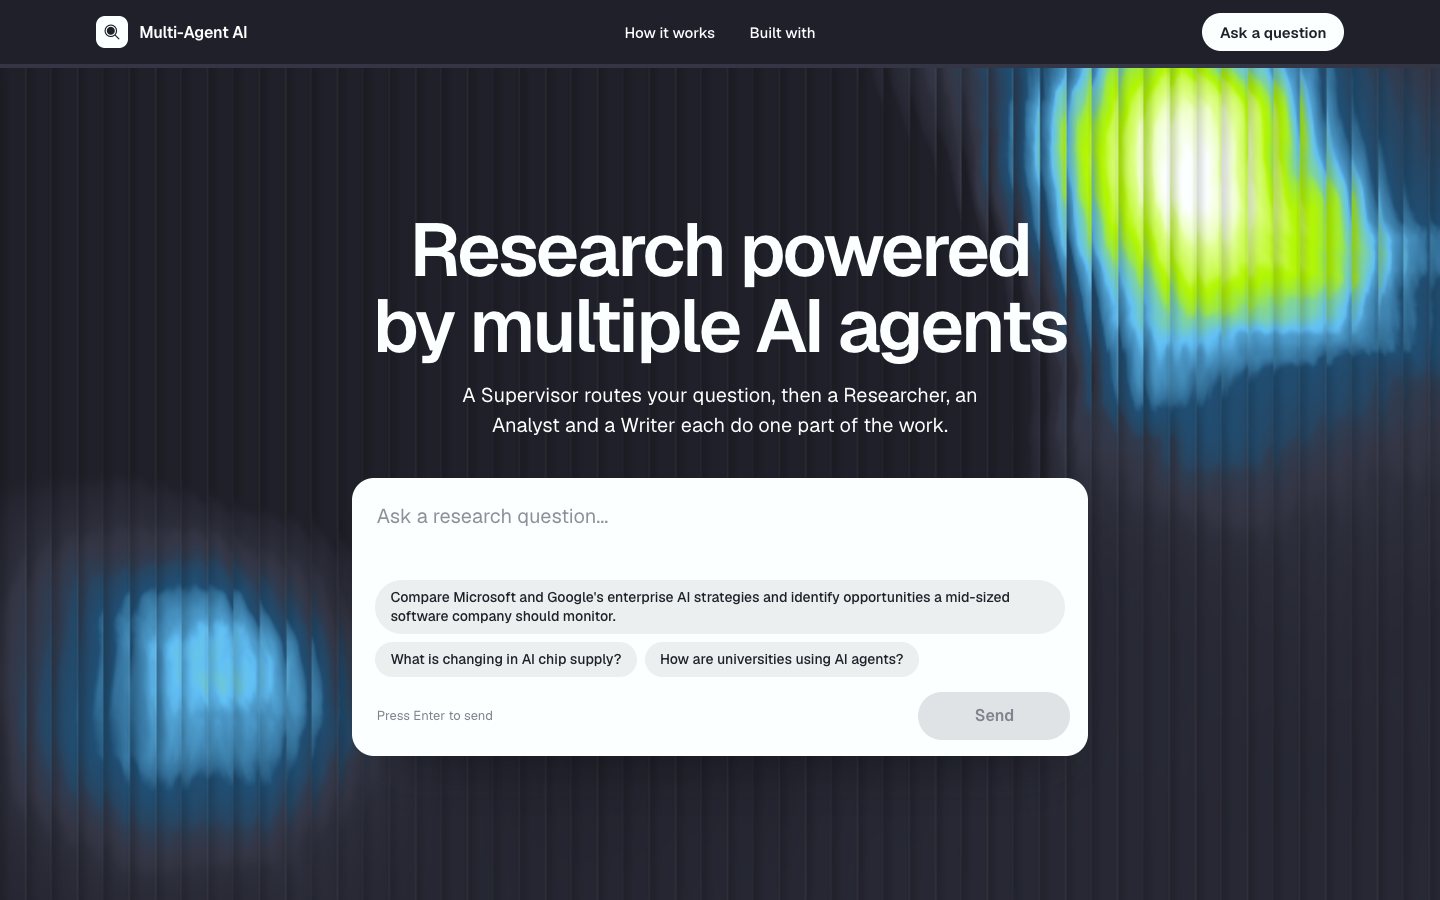 Multi-Agent AI
How it works
Built with
Ask a question
Research powered
by multiple AI agents
A Supervisor routes your question, then a Researcher, an
Analyst and a Writer each do one part of the work.
Ask a research question...
Compare Microsoft and Google's enterprise AI strategies and identify opportunities a mid-sized
software company should monitor.
What is changing in AI chip supply?
How are universities using AI agents?
Press Enter to send
Send